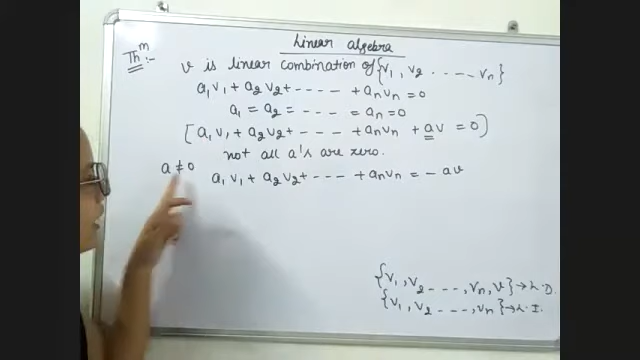 Linear algebra
Thm :- v is linear combination of {v1, v2 ----, vn}
a1v1 + a2v2 + ---- + anvn = 0
a1 = a2 = --- = an = 0
[a1v1 + a2v2 + --- + anvn + av = 0]
not all a's are zero.
a ≠ 0 a1v1 + a2v2 + --- + anvn = - av
{v1, v2 ---, vn, v} → L.D.
{v1, v2 ---, vn} → L.I.